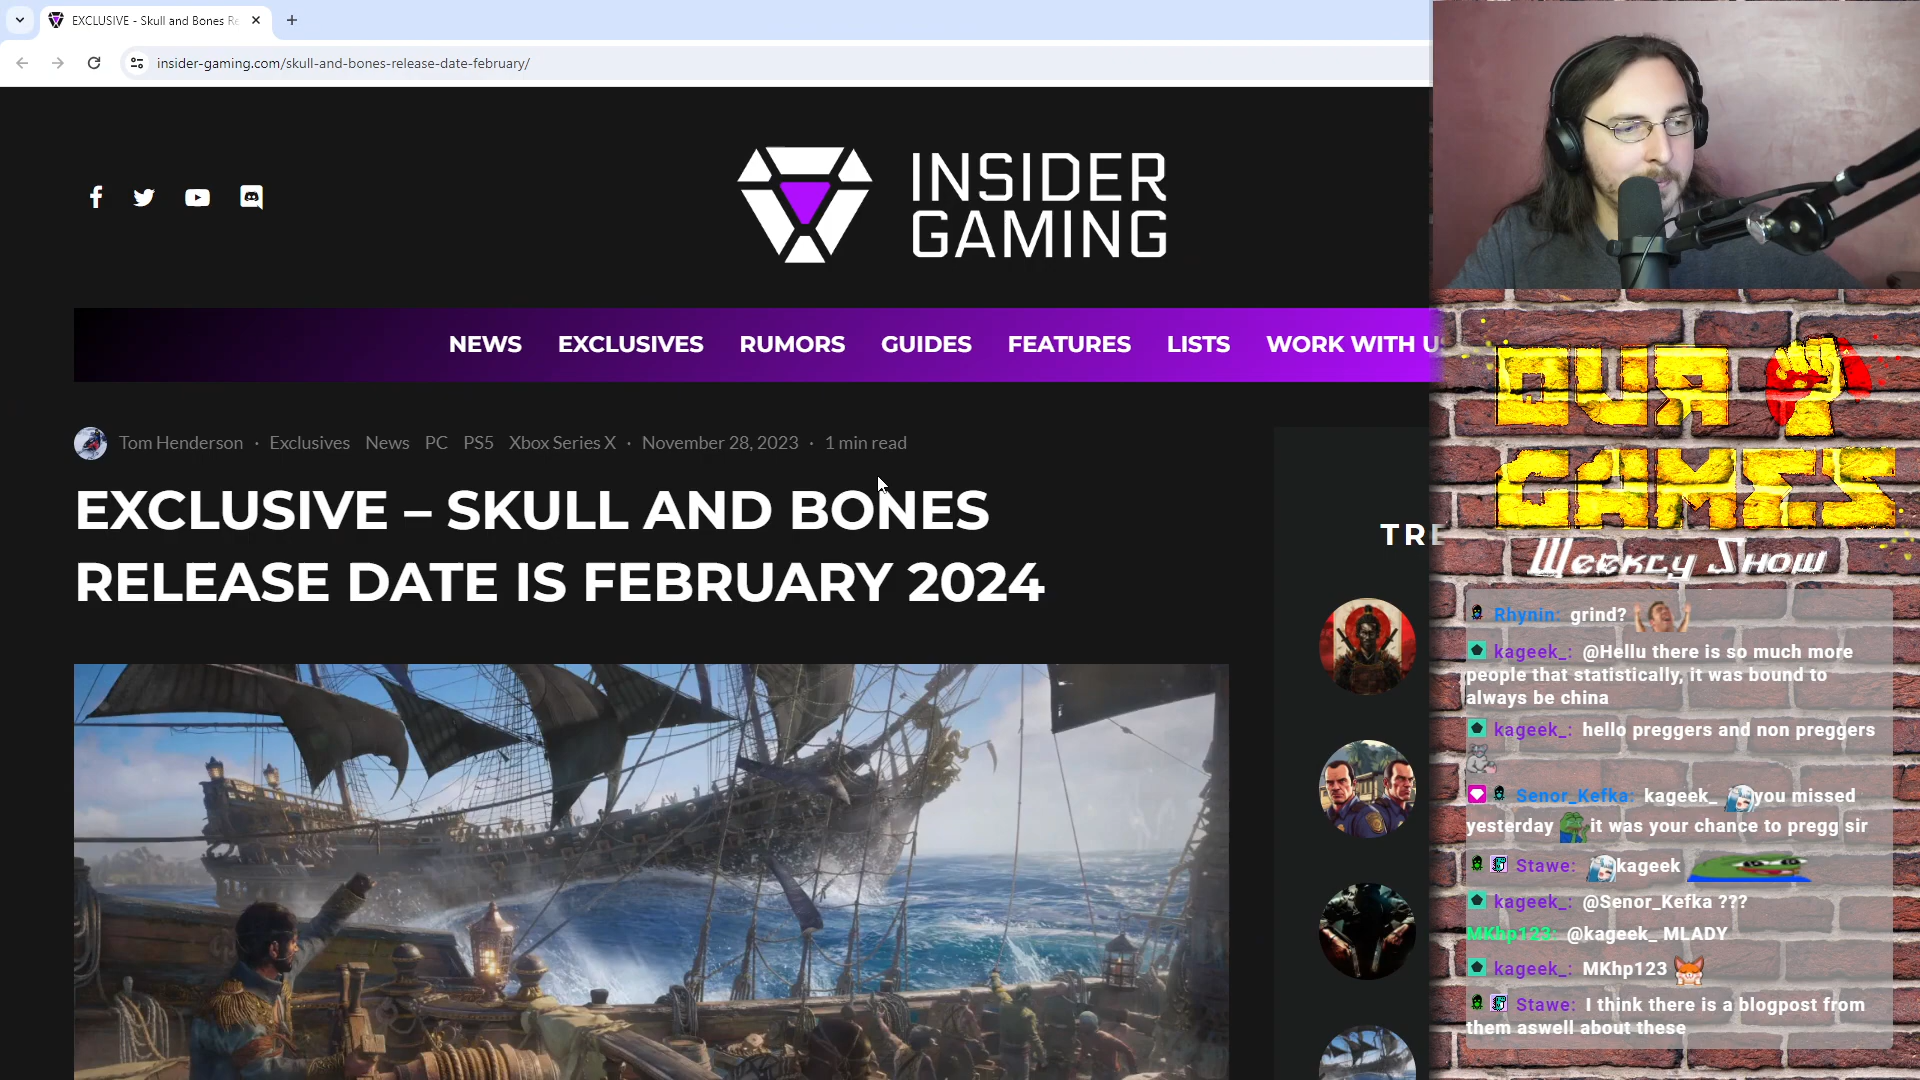 EXCLUSIVE - Skull and Bones Re
insider-gaming.com/skull-and-bones-release-date-february/
INSIDER
GAMING
NEWS EXCLUSIVES RUMORS GUIDES FEATURES LISTS WORK WITH U
Tom Henderson · Exclusives News PC PS5 Xbox Series X · November 28, 2023 · 1 min read
EXCLUSIVE – SKULL AND BONES
RELEASE DATE IS FEBRUARY 2024
TRE
OUR
GAMES
Weekly Show
Rhynin: grind?
kageek_: @Hellu there is so much more
people that statistically, it was bound to
always be china
kageek_: hello preggers and non preggers
Senor_Kefka: kageek_ you missed
yesterday it was your chance to pregg sir
Stawe: kageek
kageek_: @Senor_Kefka ???
MKhp123: @kageek_ MLADY
kageek_: MKhp123
Stawe: I think there is a blogpost from
them aswell about these